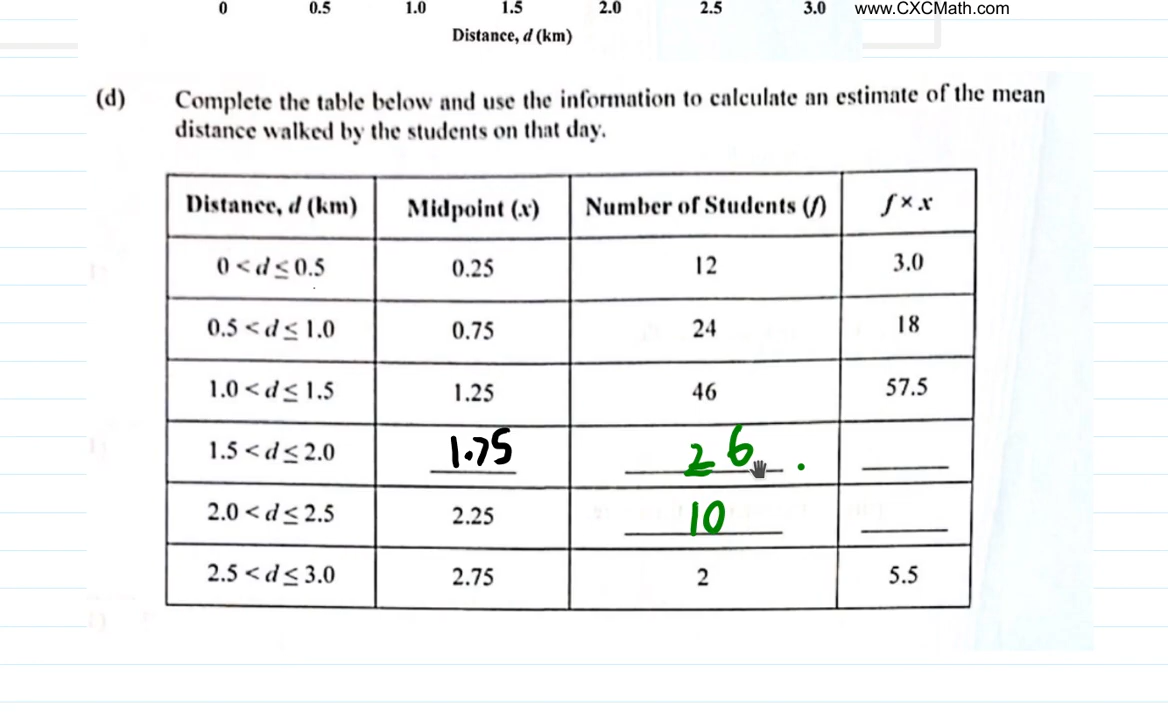 0 0.5 1.0 1.5 2.0 2.5 3.0 www.CXCMath.com
Distance, d (km)
(d) Complete the table below and use the information to calculate an estimate of the mean
distance walked by the students on that day.
Distance, d (km) Midpoint (x) Number of Students (f) f × x
0 < d ≤ 0.5 0.25 12 3.0
0.5 < d ≤ 1.0 0.75 24 18
1.0 < d ≤ 1.5 1.25 46 57.5
1.5 < d ≤ 2.0 1.75 26
2.0 < d ≤ 2.5 2.25 10
2.5 < d ≤ 3.0 2.75 2 5.5